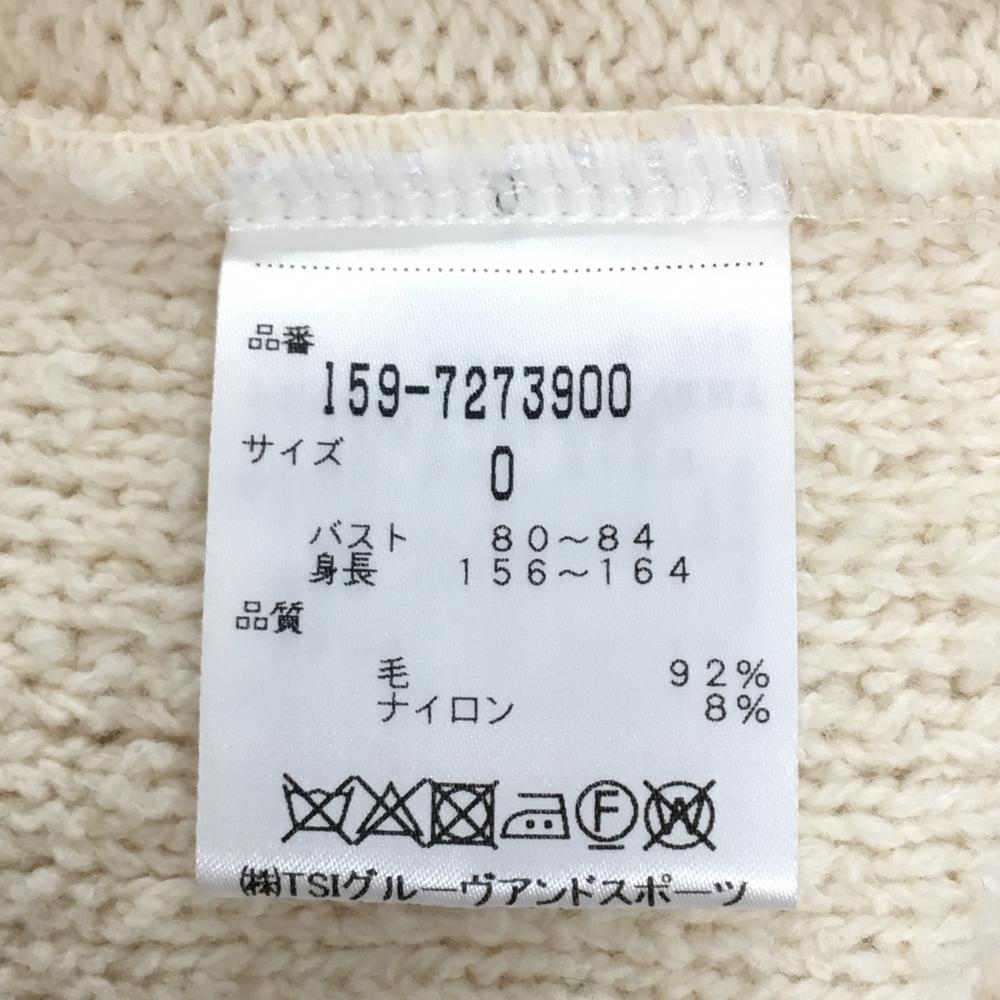 品番
159-7273900
サイズ
0
バスト 80～84
身長 156～164
品質
毛 92%
ナイロン 8%
F W
㈱TSIグルーヴアンドスポーツ